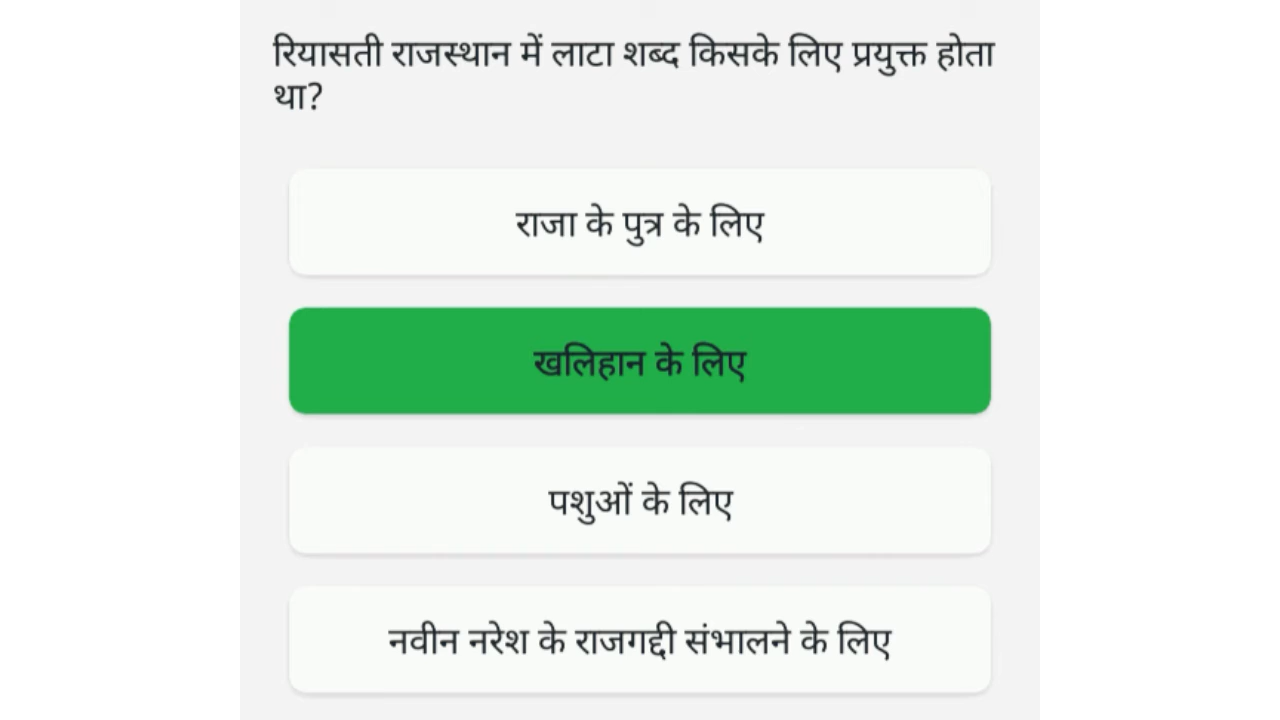 रियासती राजस्थान में लाटा शब्द किसके लिए प्रयुक्त होता
था?
राजा के पुत्र के लिए
खलिहान के लिए
पशुओं के लिए
नवीन नरेश के राजगद्दी संभालने के लिए